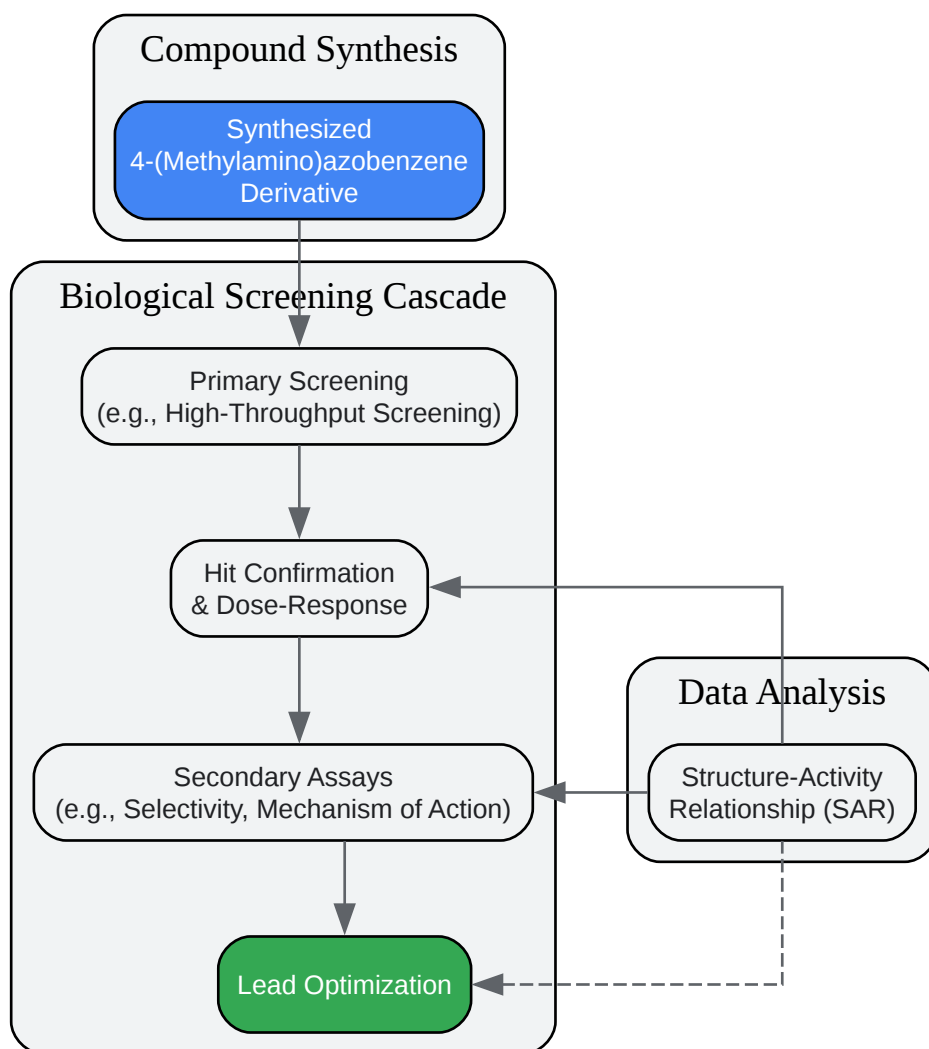 Compound Synthesis
Synthesized
4-(Methylamino)azobenzene
Derivative
Biological Screening Cascade
Primary Screening
(e.g., High-Throughput Screening)
Hit Confirmation
& Dose-Response
Secondary Assays
(e.g., Selectivity, Mechanism of Action)
Lead Optimization
Data Analysis
Structure-Activity
Relationship (SAR)